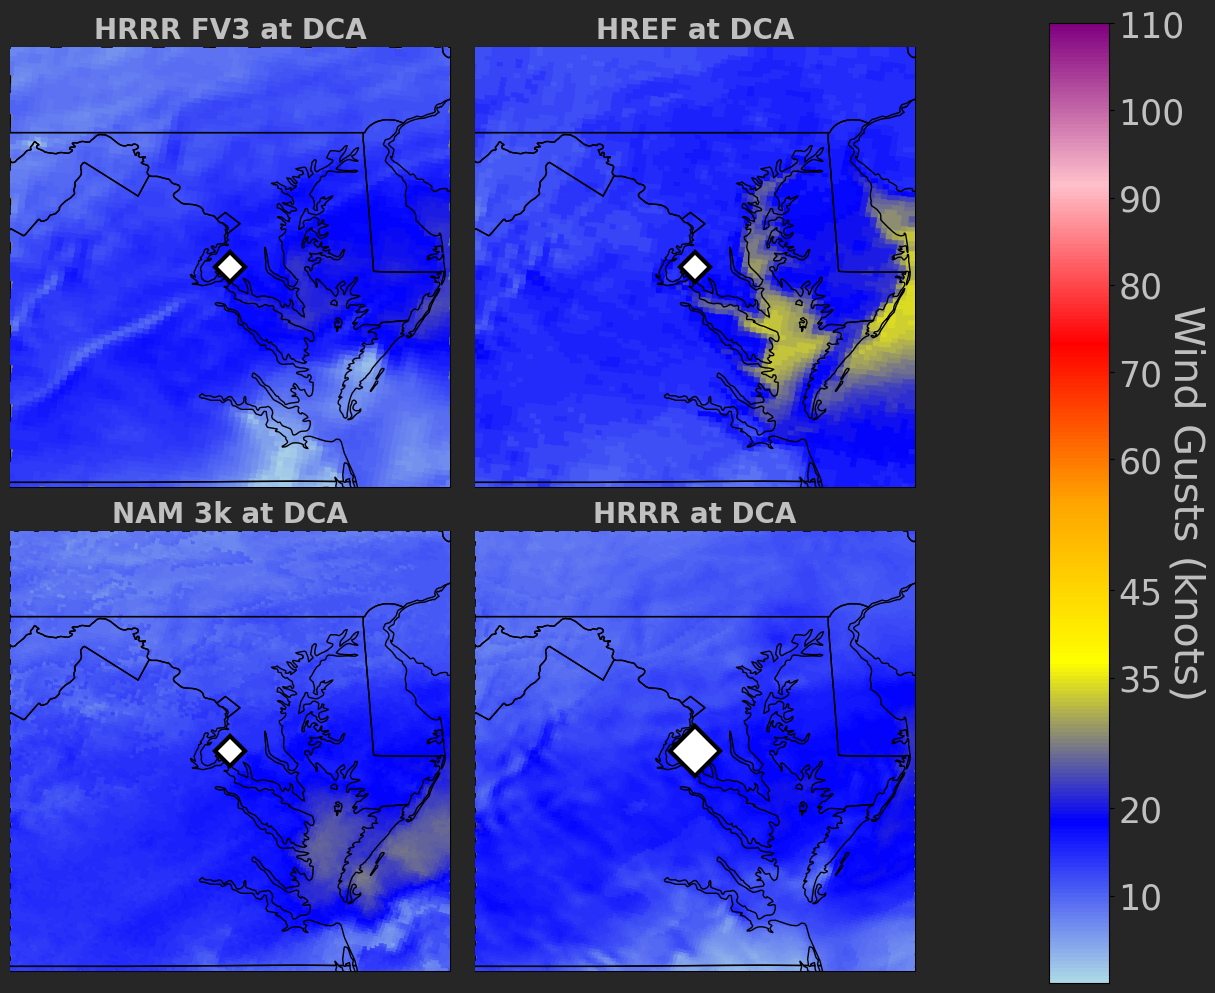 HRRR FV3 at DCA
HREF at DCA
NAM 3k at DCA
HRRR at DCA
110
100
90
80
70
60
45
35
20
10
Wind Gusts (knots)